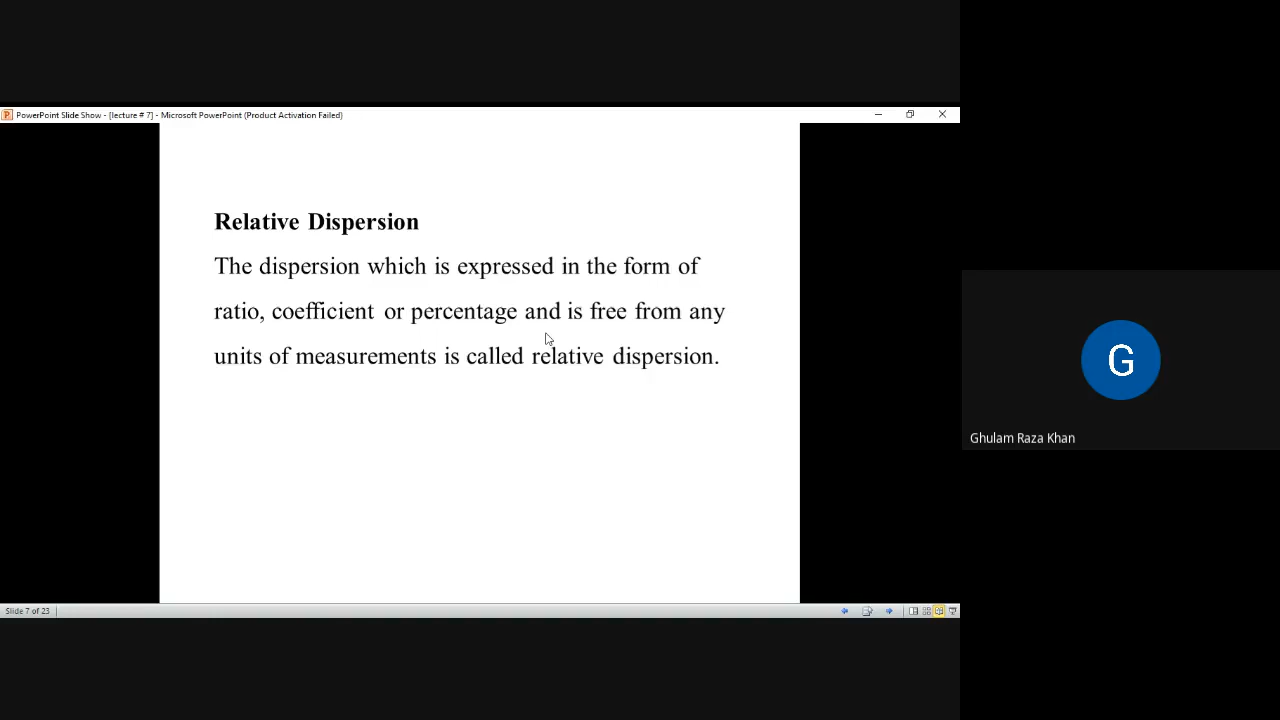 PowerPoint Slide Show - [lecture # 7] - Microsoft PowerPoint (Product Activation Failed)
Relative Dispersion
The dispersion which is expressed in the form of
ratio, coefficient or percentage and is free from any
units of measurements is called relative dispersion.
G
Ghulam Raza Khan
Slide 7 of 23